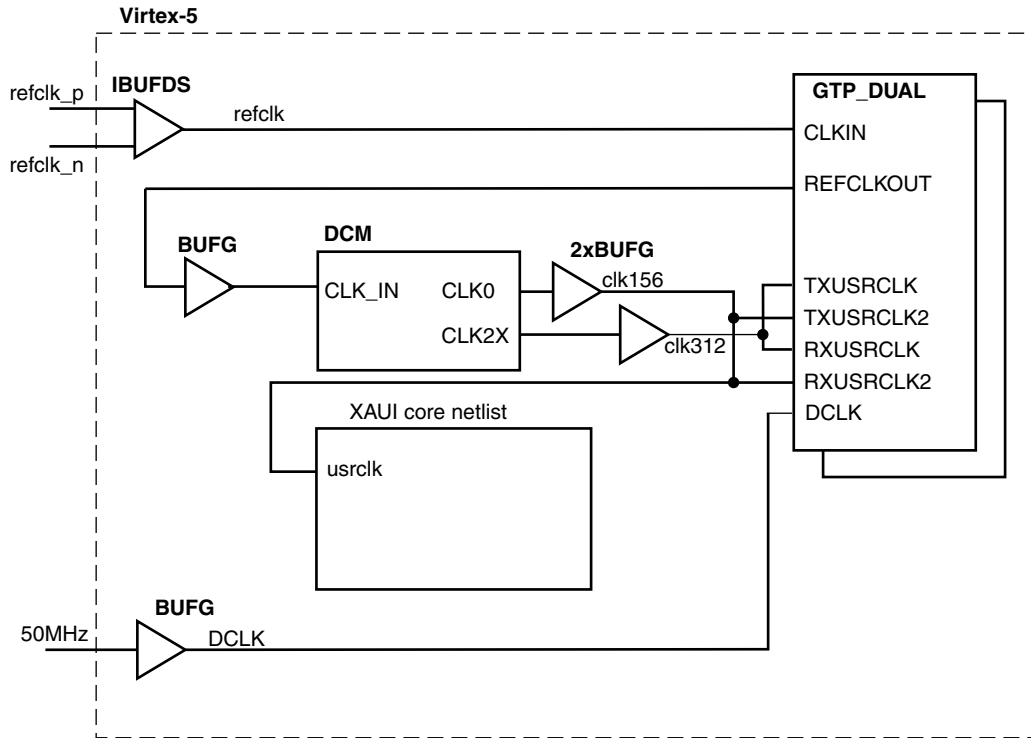 Virtex-5
IBUFDS
refclk_p
refclk
refclk_n
GTP_DUAL
CLKIN
REFCLKOUT
BUFG
DCM
2xBUFG
CLK_IN
CLK0
clk156
CLK2X
clk312
TXUSRCLK
TXUSRCLK2
RXUSRCLK
RXUSRCLK2
DCLK
XAUI core netlist
usrclk
BUFG
50MHz
DCLK